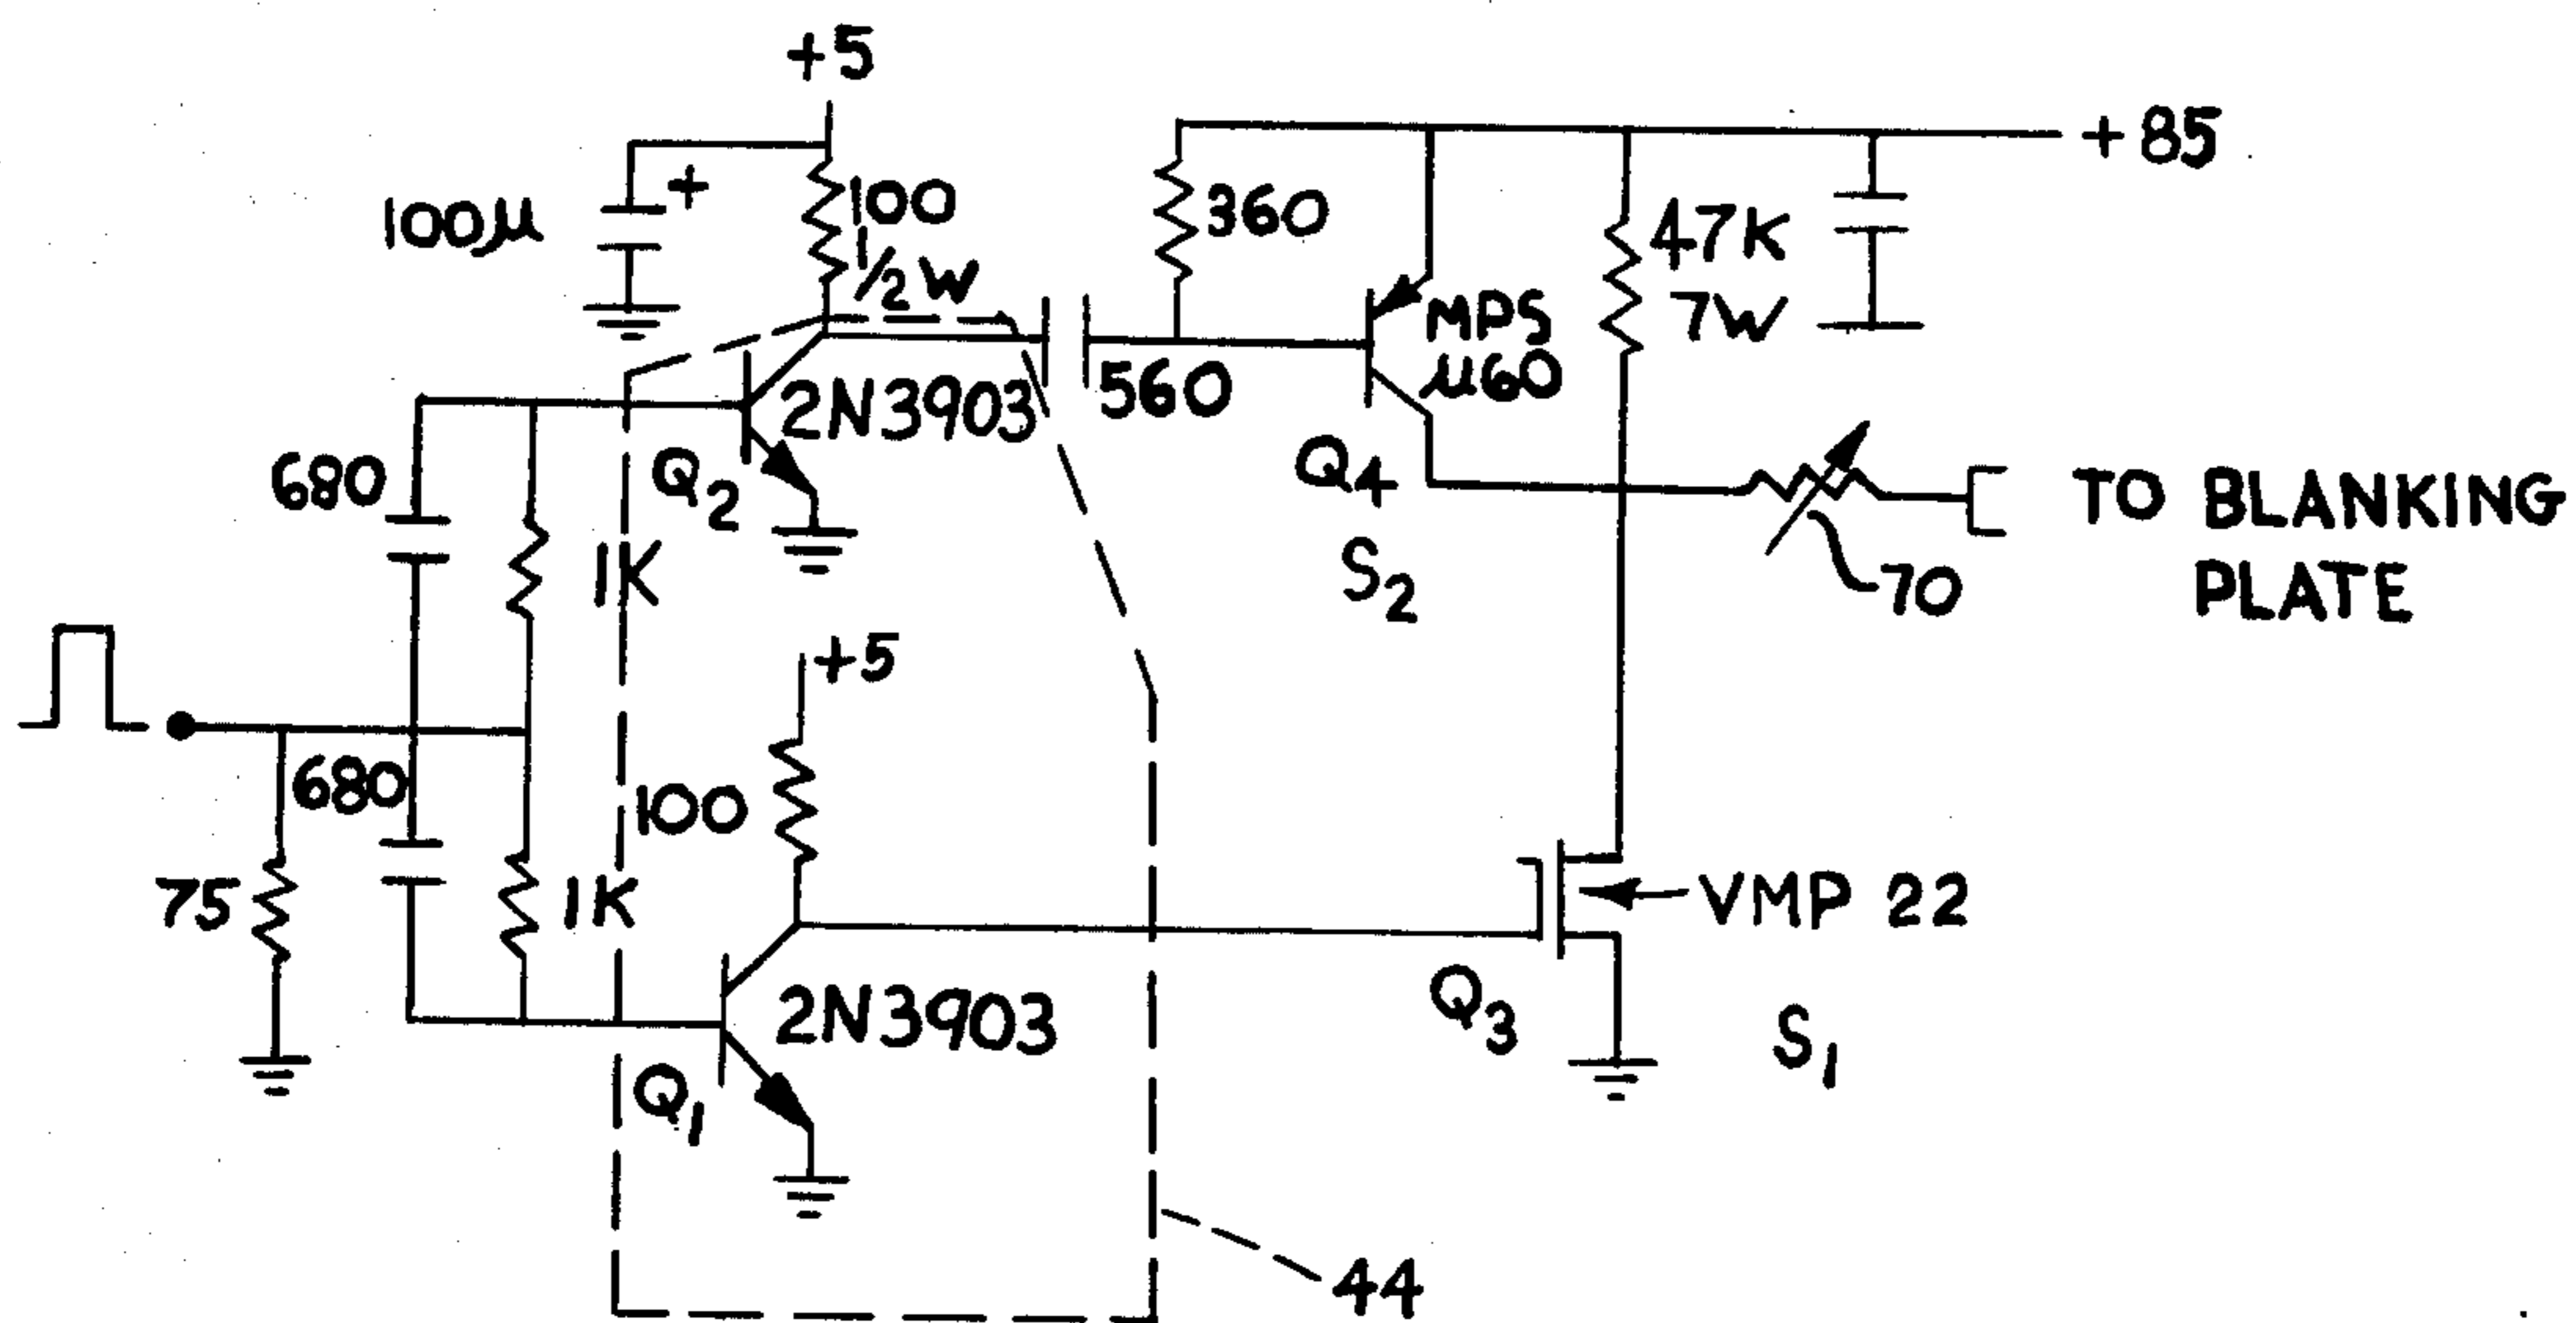 +5
+ 85
100µ
+
100
1/2 W
360
47K
7W
MPS
µ60
560
2N3903
Q2
680
1K
Q4
S2
TO BLANKING
PLATE
70
+5
680
100
75
1K
VMP 22
2N3903
Q3
S1
Q1
44